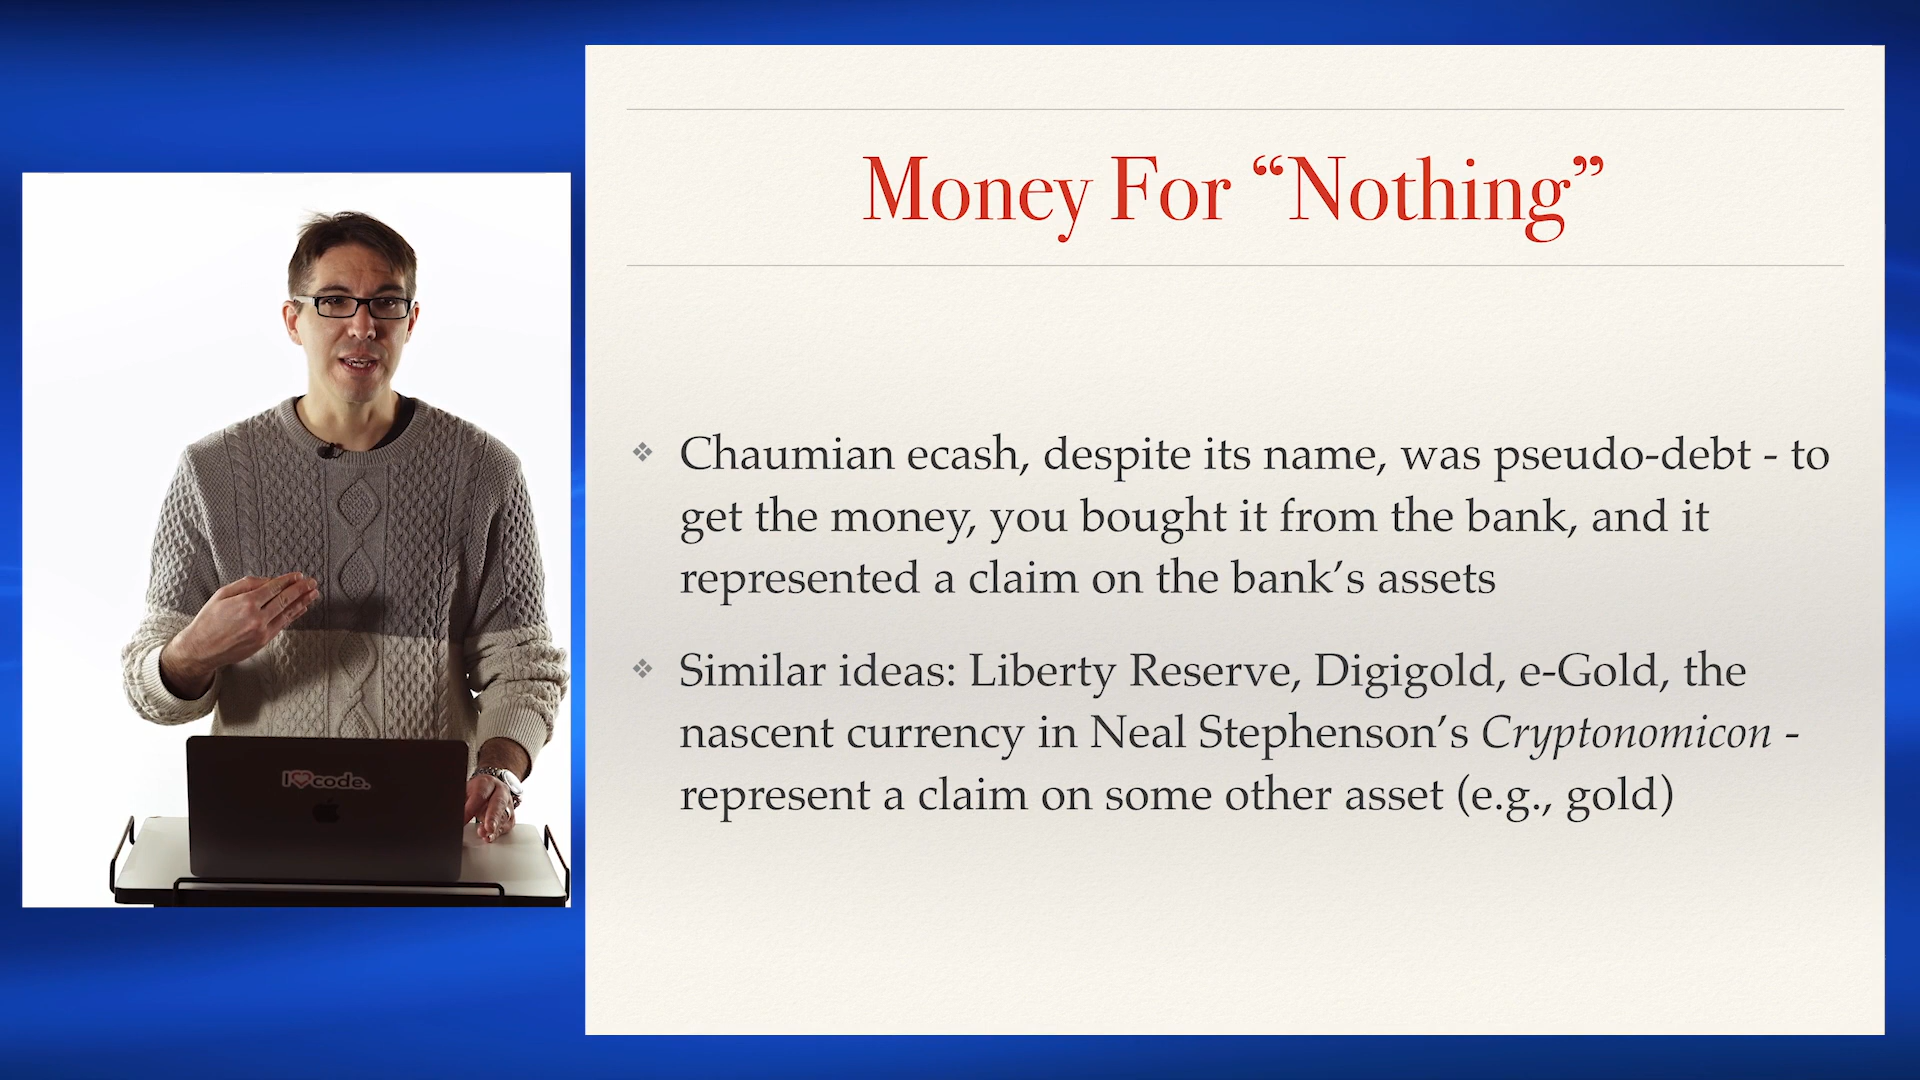 Money For “Nothing”
❖ Chaumian ecash, despite its name, was pseudo-debt - to
get the money, you bought it from the bank, and it
represented a claim on the bank’s assets
❖ Similar ideas: Liberty Reserve, Digigold, e-Gold, the
nascent currency in Neal Stephenson’s Cryptonomicon -
represent a claim on some other asset (e.g., gold)
I❤code.